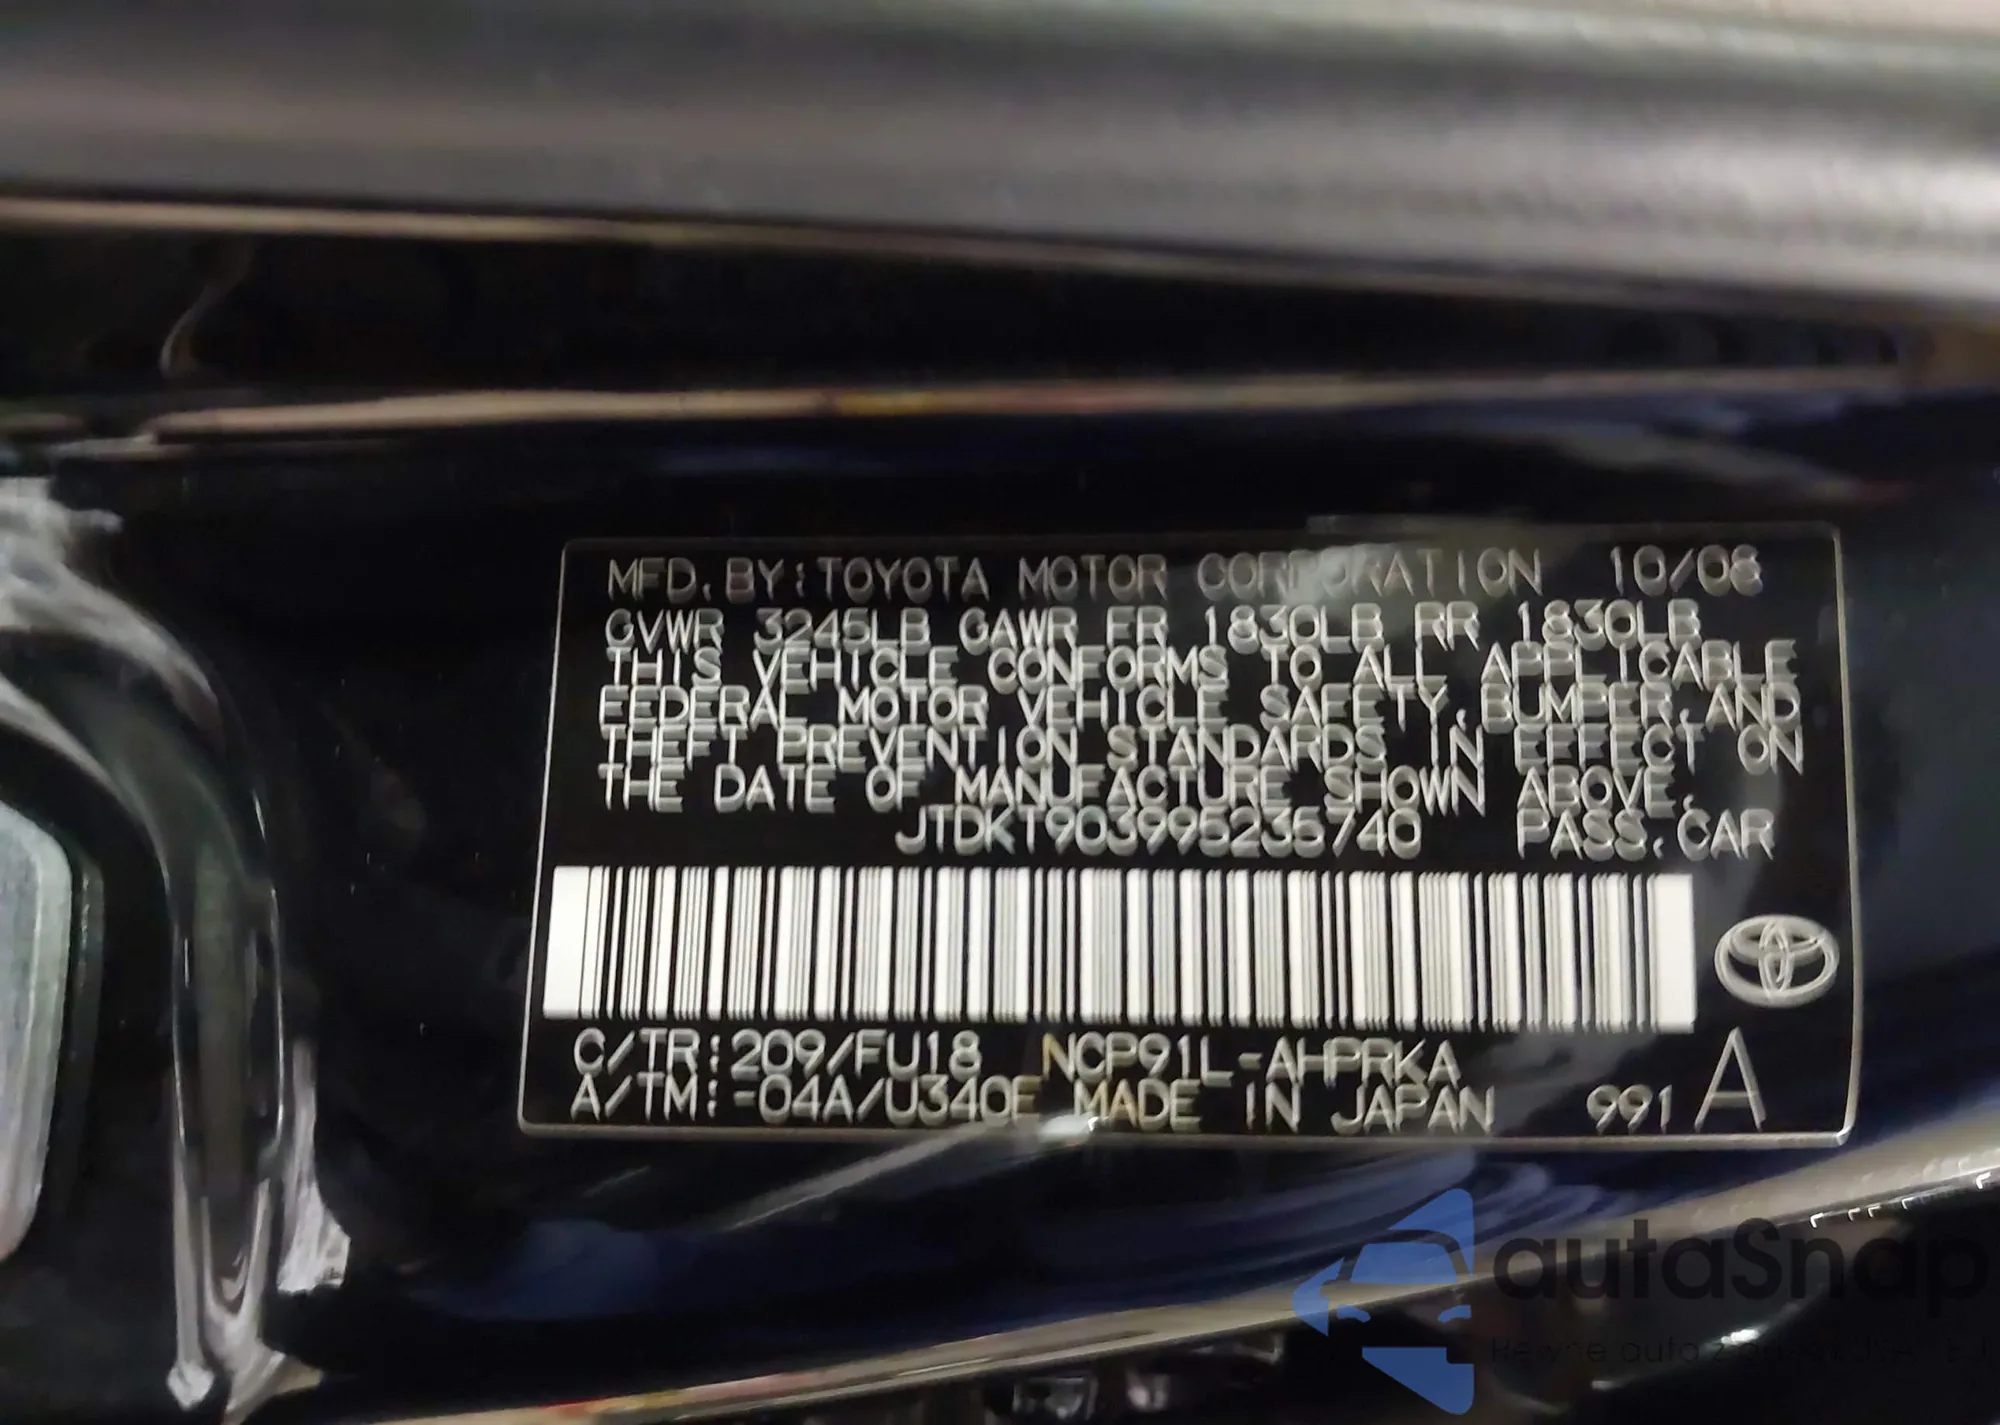 MFD. BY: TOYOTA MOTOR CORPORATION 10/08
GVWR 3245LB GAWR FR 1830LB RR 1830LB
THIS VEHICLE CONFORMS TO ALL APPLICABLE
FEDERAL MOTOR VEHICLE SAFETY, BUMPER, AND
THEFT PREVENTION STANDARDS IN EFFECT ON
THE DATE OF MANUFACTURE SHOWN ABOVE.
JTDKT903995235740 PASS. CAR
C/TR: 209/FU18 NCP91L-AHPRKA
A/TM: -04A/U340E MADE IN JAPAN 991 A
autaSnap
auta z